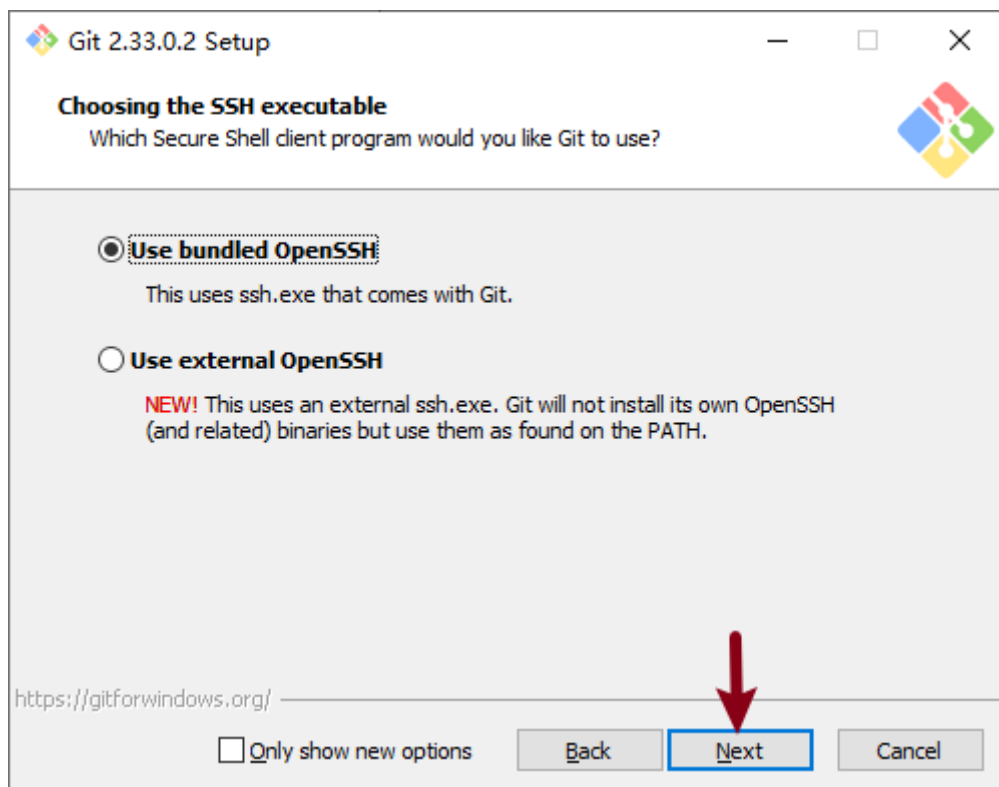 Git 2.33.0.2 Setup
Choosing the SSH executable
Which Secure Shell client program would you like Git to use?
Use bundled OpenSSH
This uses ssh.exe that comes with Git.
Use external OpenSSH
NEW! This uses an external ssh.exe. Git will not install its own OpenSSH
(and related) binaries but use them as found on the PATH.
https://gitforwindows.org/
Only show new options
Back
Next
Cancel